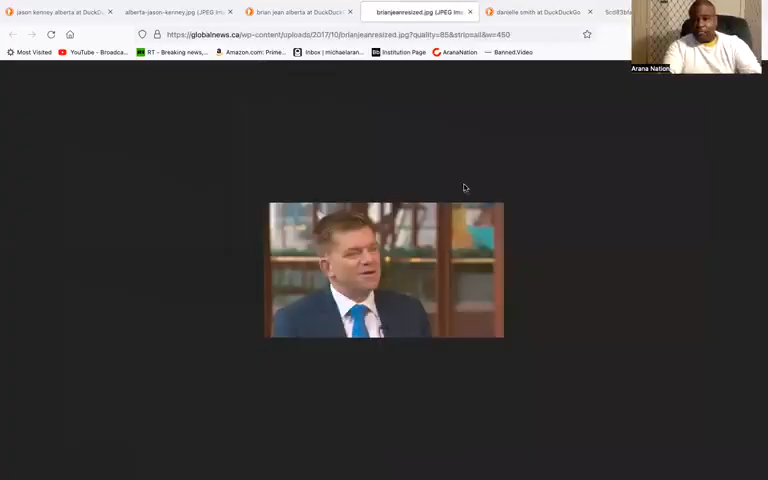 jason kenney alberta at DuckDu
alberta-jason-kenney.jpg (JPEG Im
brian jean alberta at DuckDuc
brianjeanresized.jpg (JPEG Im
danielle smith at DuckDuckGo
https://globalnews.ca/wp-content/uploads/2017/10/brianjeanresized.jpg?quality=85&strip=all&w=450
Most Visited
YouTube - Broadca...
RT - Breaking news,...
Amazon.com: Prime...
Inbox | michaelaran...
Institution Page
AranaNation
Banned.Video
Arana Nation